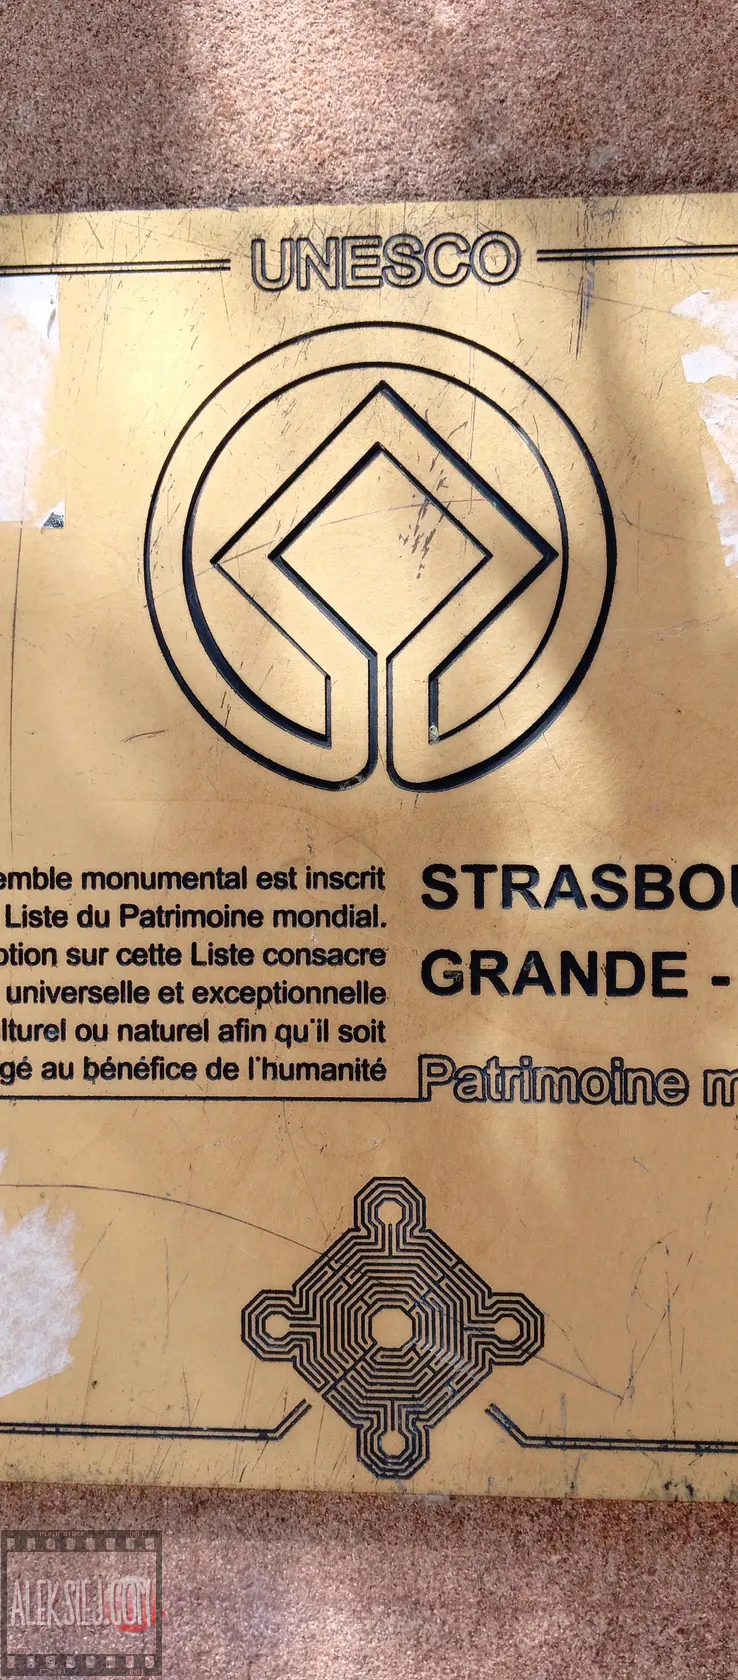 UNESCO
emble monumental est inscrit
Liste du Patrimoine mondial.
ption sur cette Liste consacre
universelle et exceptionnelle
lturel ou naturel afin qu'il soit
gé au bénéfice de l'humanité
STRASBOU
GRANDE -
Patrimoine m
ALEKSIEJ.COM